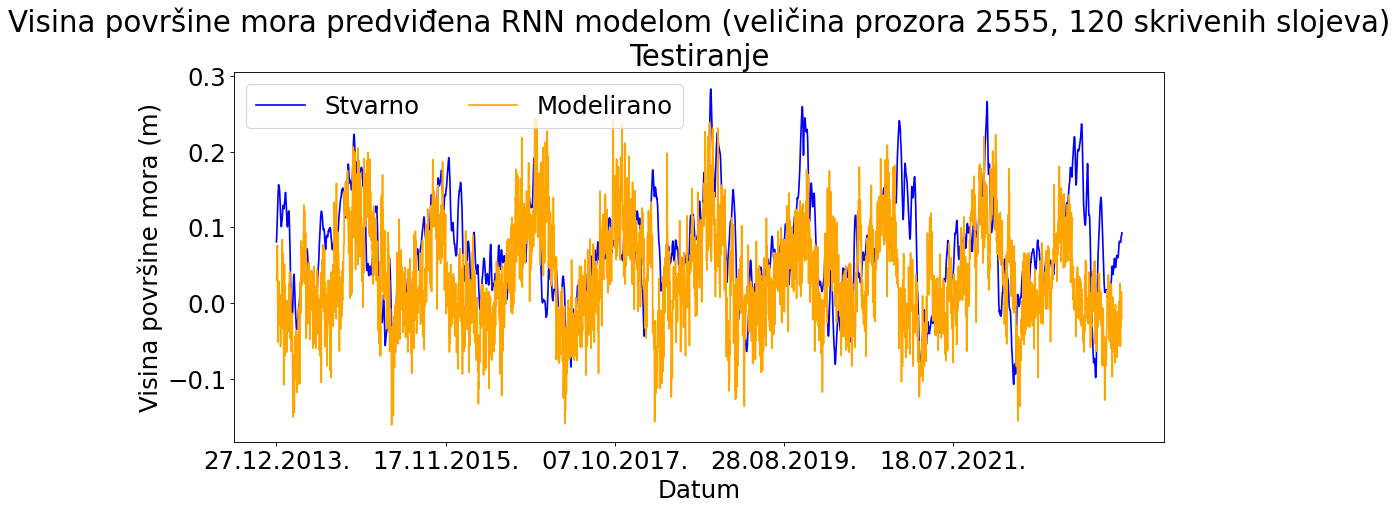 Visina površine mora predviđena RNN modelom (veličina prozora 2555, 120 skrivenih slojeva)
Testiranje
Stvarno Modelirano
Visina površine mora (m)
0.3
0.2
0.1
0.0
−0.1
27.12.2013. 17.11.2015. 07.10.2017. 28.08.2019. 18.07.2021.
Datum